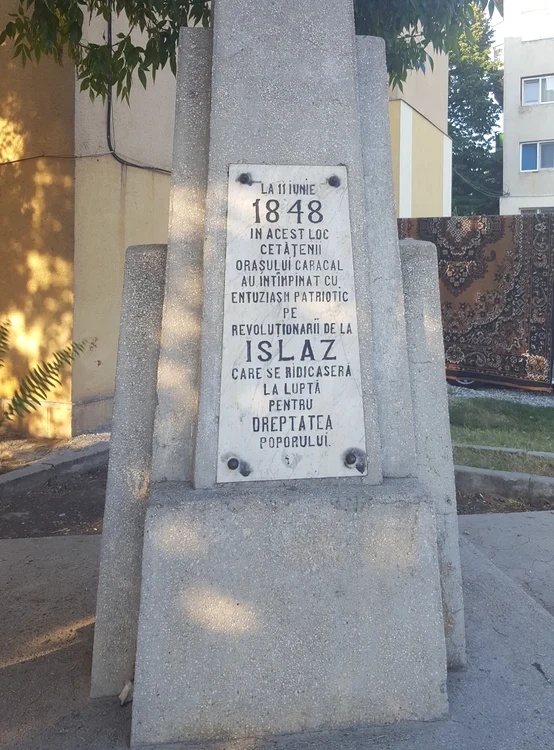 LA 11 IUNIE
1848
IN ACEST LOC
CETĂȚENII
ORAȘULUI CARACAL
AU INTIMPINAT CU
ENTUZIASM PATRIOTIC
PE
REVOLUȚIONARII DE LA
ISLAZ
CARE SE RIDICASERĂ
LA LUPTĂ
PENTRU
DREPTATEA
POPORULUI.